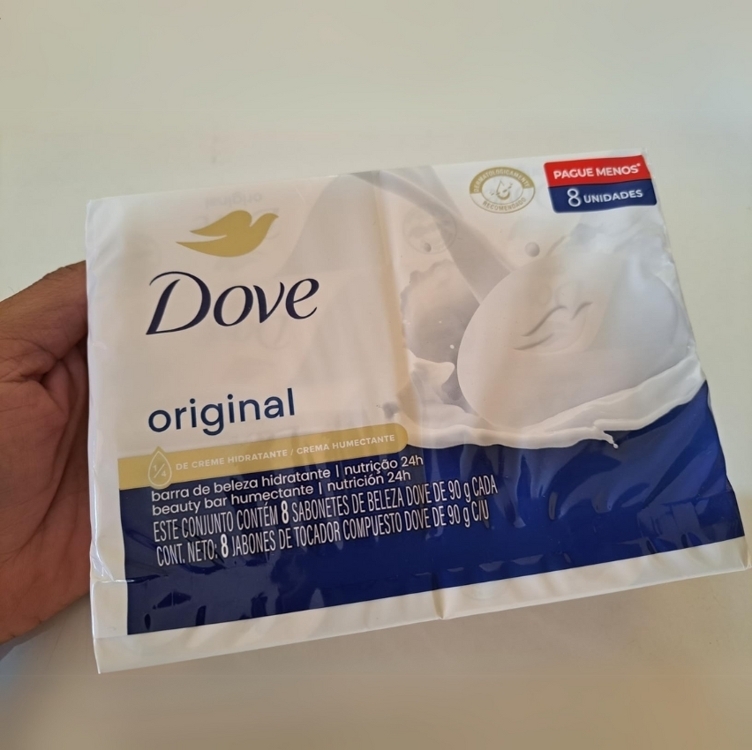 PAGUE MENOS*
8 UNIDADES
Dove
original
1/4 DE CREME HIDRATANTE / CREMA HUMECTANTE
barra de beleza hidratante | nutrição 24h
beauty bar humectante | nutrición 24h
ESTE CONJUNTO CONTÉM 8 SABONETES DE BELEZA DOVE DE 90 g CADA
CONT. NETO: 8 JABONES DE TOCADOR COMPUESTO DOVE DE 90 g C/U